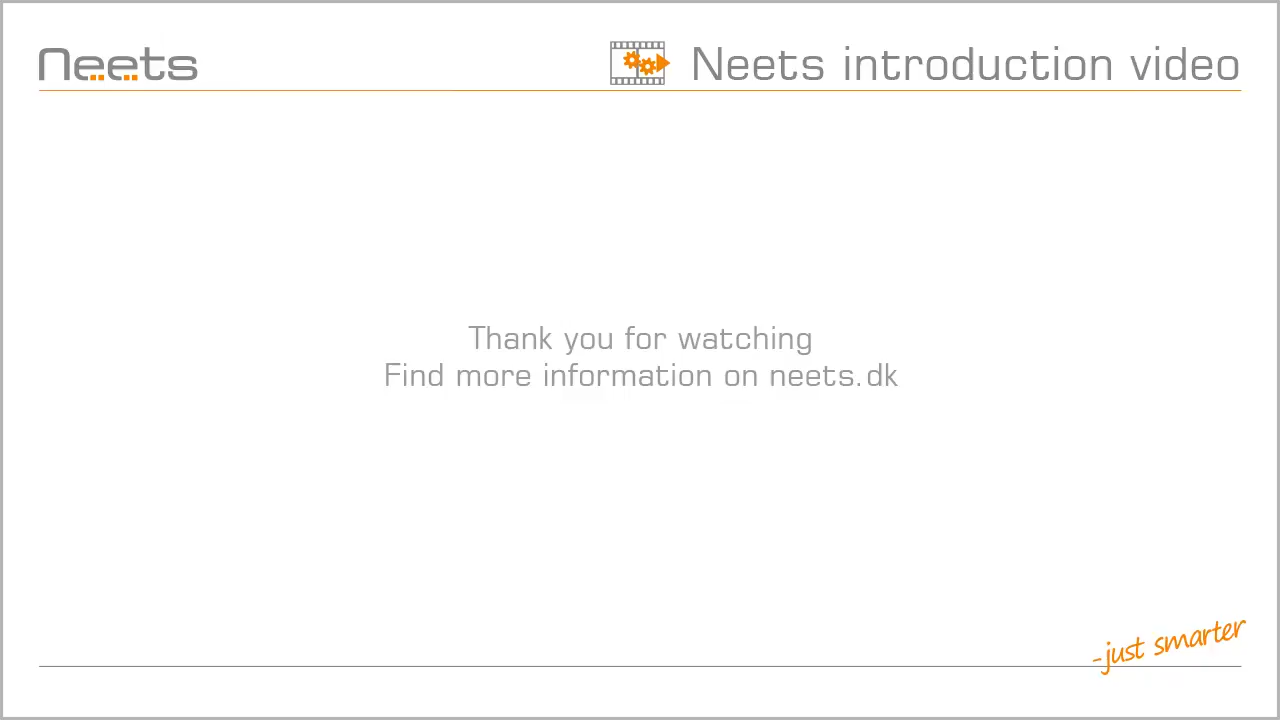 Neets
Neets introduction video
Thank you for watching
Find more information on neets.dk
-just smarter